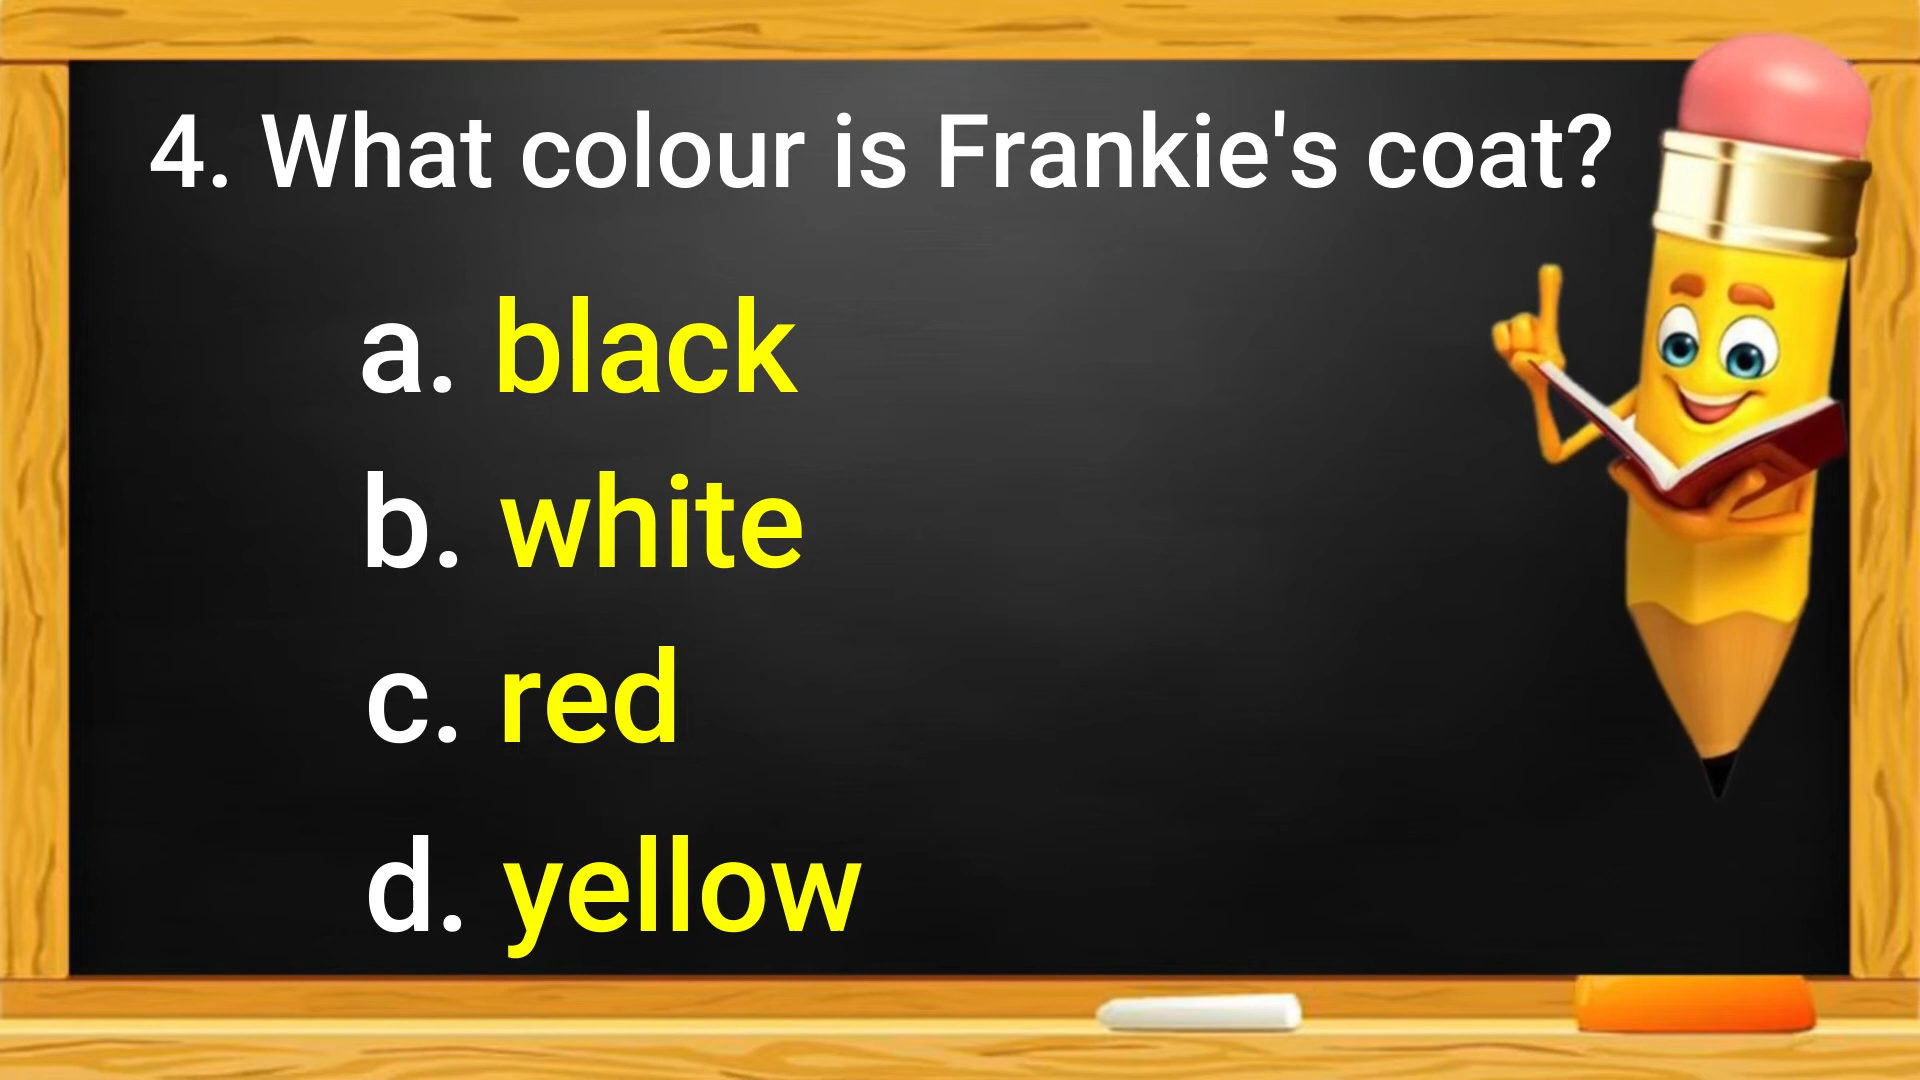 4. What colour is Frankie's coat?
a. black
b. white
c. red
d. yellow